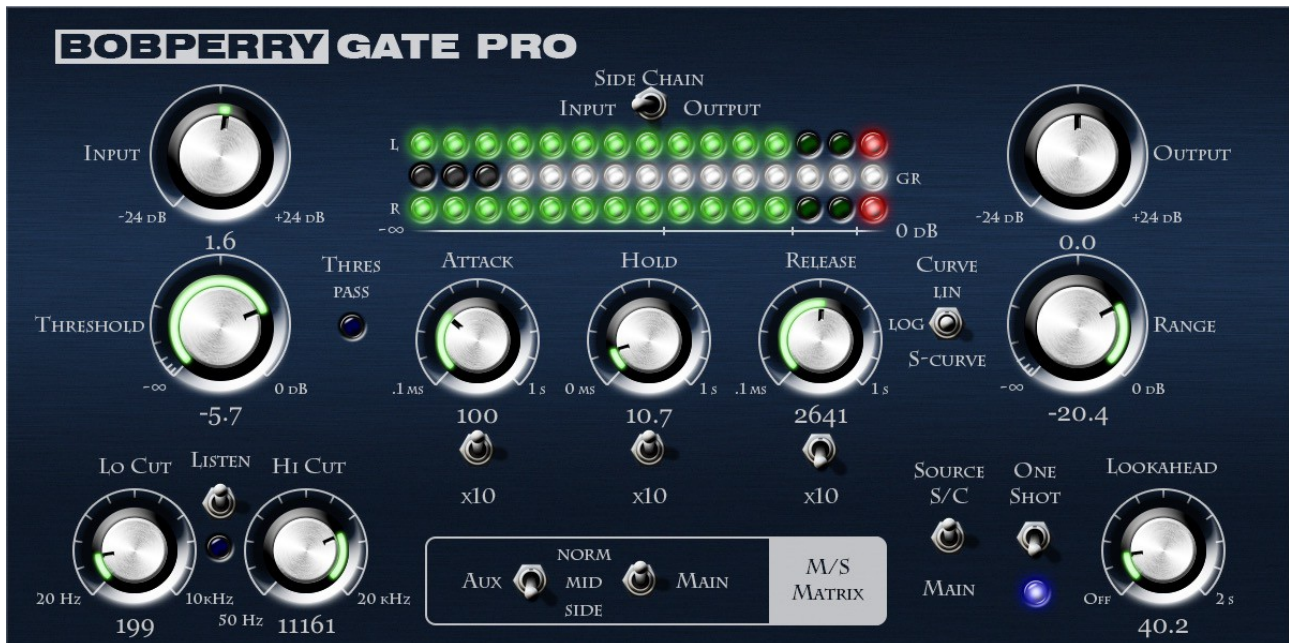 BOBPERRY GATE PRO
SIDE CHAIN
INPUT OUTPUT
INPUT
-24 DB +24 DB
1.6
L
GR
R
-∞ 0 DB
OUTPUT
-24 DB +24 DB
0.0
THRESHOLD
-∞ 0 DB
-5.7
THRES
PASS
ATTACK
.1 MS 1 S
100
X10
HOLD
0 MS 1 S
10.7
X10
RELEASE
.1 MS 1 S
2641
X10
CURVE
LIN
LOG
S-CURVE
RANGE
-∞ 0 DB
-20.4
LO CUT
20 HZ 10KHZ
199
LISTEN
HI CUT
50 HZ 20 KHZ
11161
AUX
NORM
MID
SIDE
MAIN
M/S
MATRIX
SOURCE
S/C
MAIN
ONE
SHOT
LOOKAHEAD
OFF 2 S
40.2